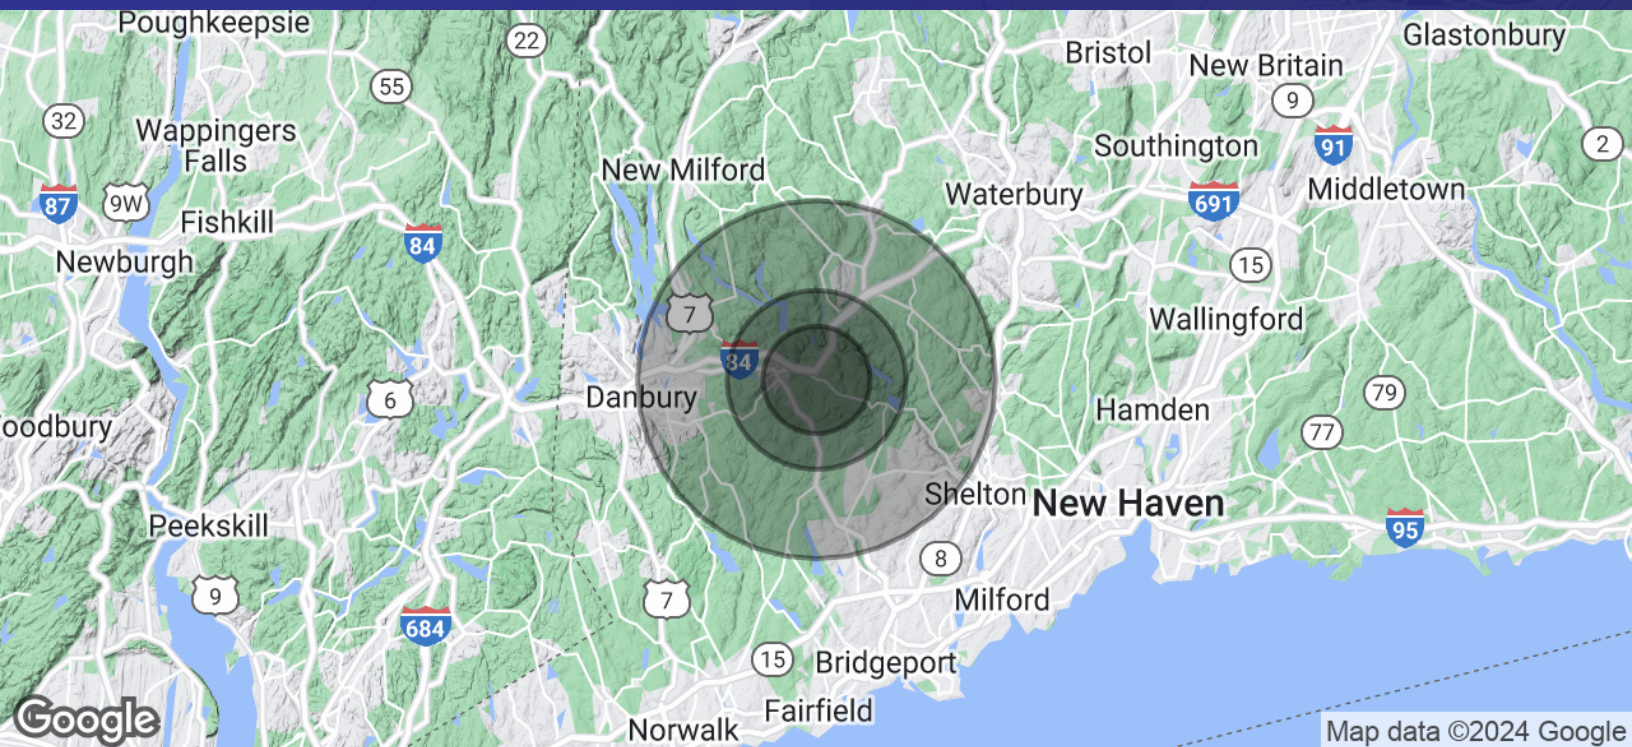 Poughkeepsie
22
Glastonbury
Bristol
New Britain
55
9
32
Wappingers
Falls
Southington
91
2
New Milford
Waterbury
691
Middletown
87
9W
Fishkill
84
Newburgh
15
7
Wallingford
84
6
Danbury
79
Hamden
oodbury
77
Shelton
New Haven
Peekskill
95
8
9
7
Milford
684
15
Bridgeport
Fairfield
Norwalk
Google
Map data ©2024 Google